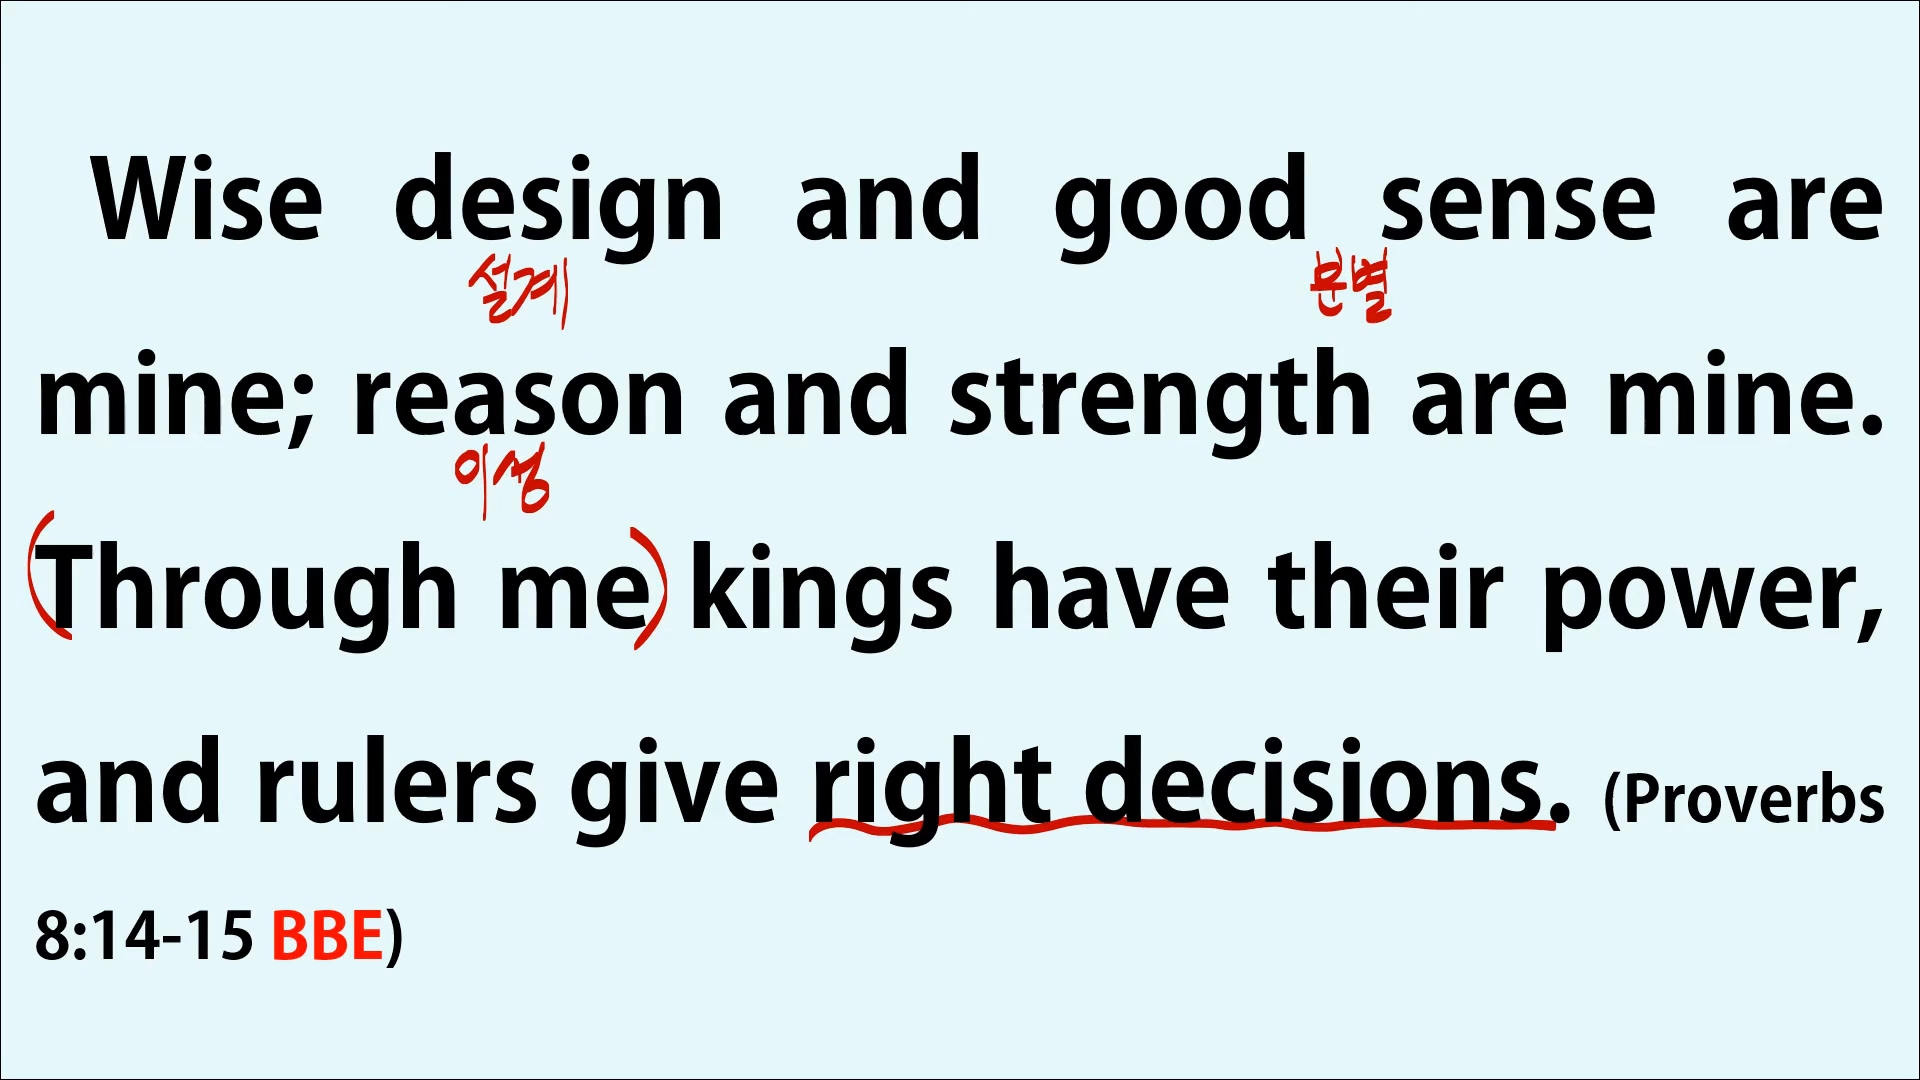 Wise design and good sense are
설계 분별
mine; reason and strength are mine.
이성
(Through me) kings have their power,
and rulers give right decisions. (Proverbs
8:14-15 BBE)